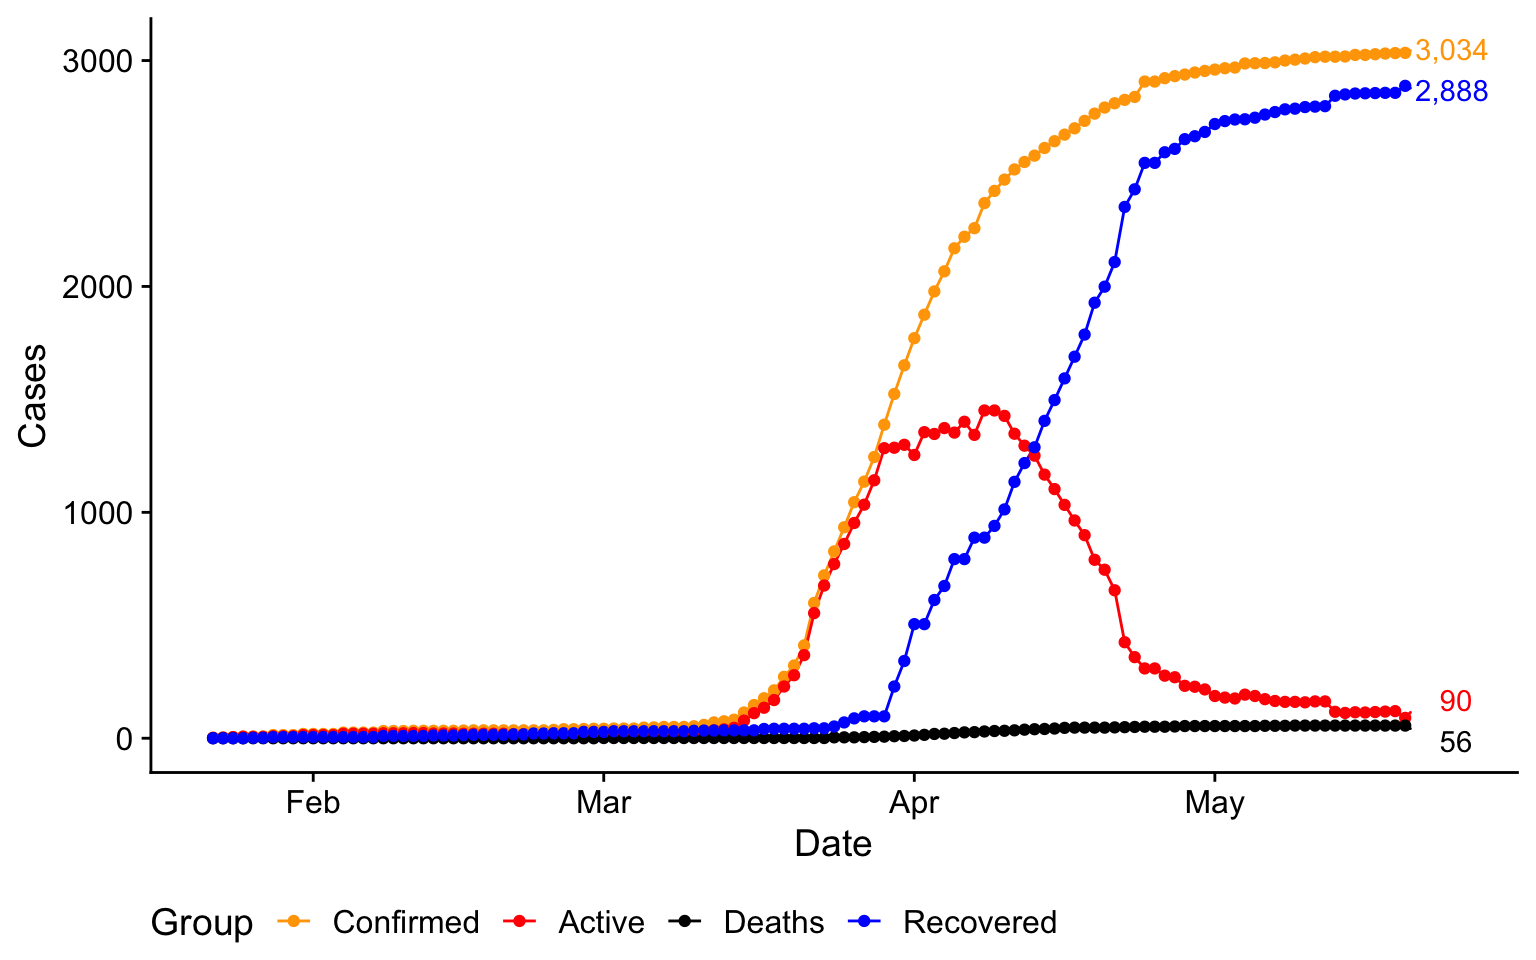 3000
2000
1000
0
Cases
3,034
2,888
90
56
Feb Mar Apr May
Date
Group Confirmed Active Deaths Recovered